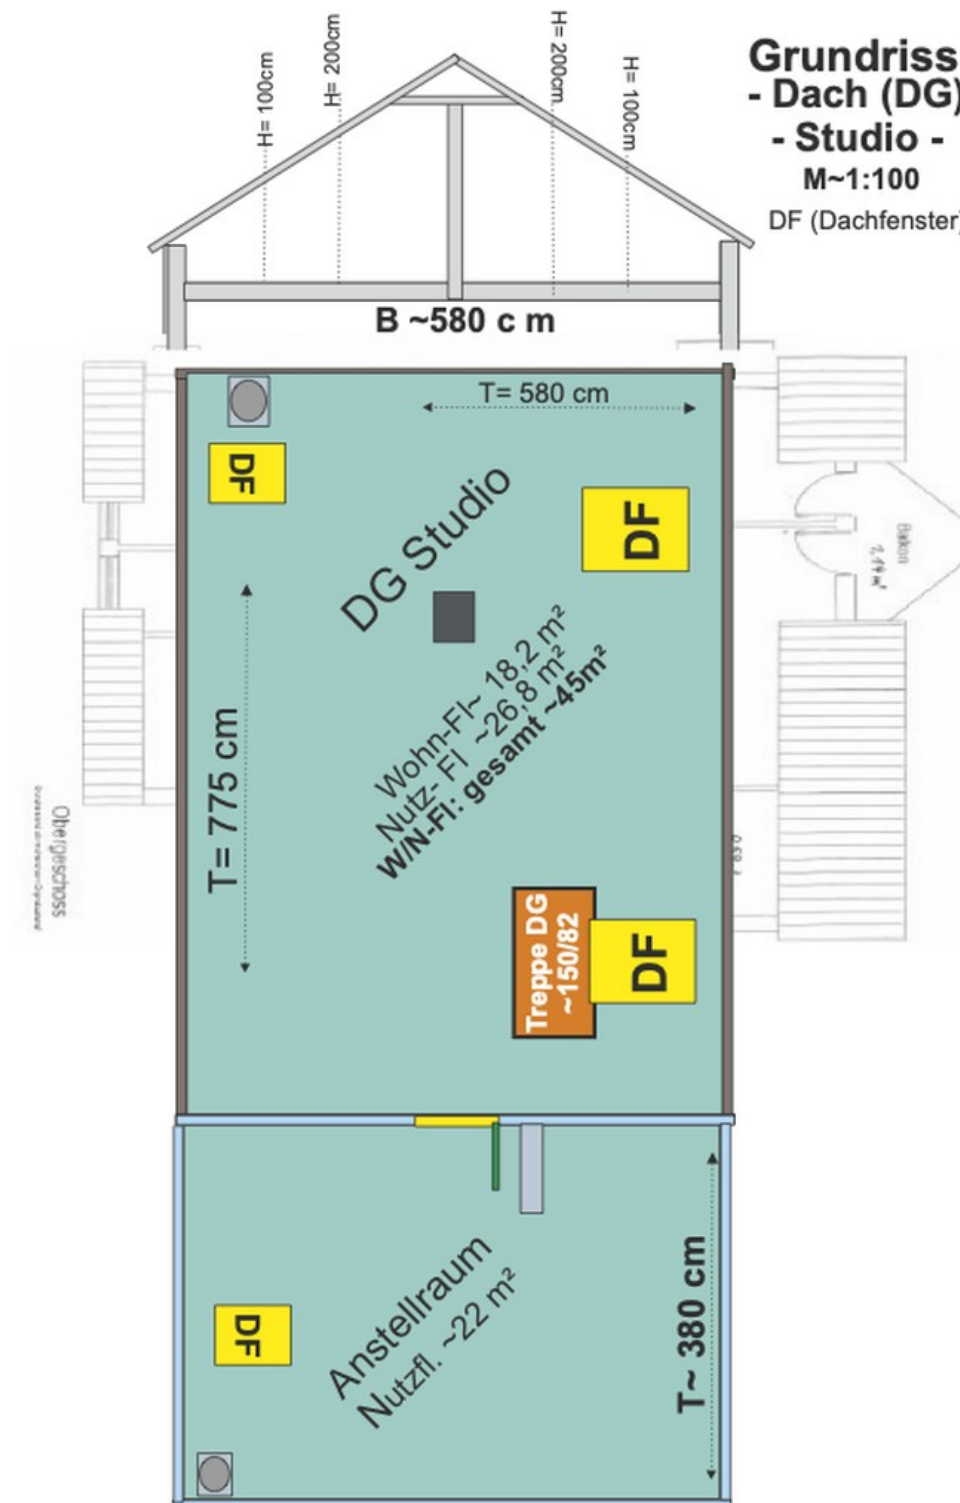 H= 100cm
H= 200cm
H= 200cm
H= 100cm
Grundriss
- Dach (DG)
- Studio -
M~1:100
DF (Dachfenster)
B ~580 c m
T= 580 cm
DF
DF
DG Studio
Balkon
Wohn-Fl~ 18,2 m²
Nutz- Fl ~26,8 m²
W/N-Fl: gesamt ~45m²
T= 775 cm
Obergeschoss
Treppe DG
~150/82
DF
Anstellraum
Nutzfl. ~22 m²
T~ 380 cm
DF